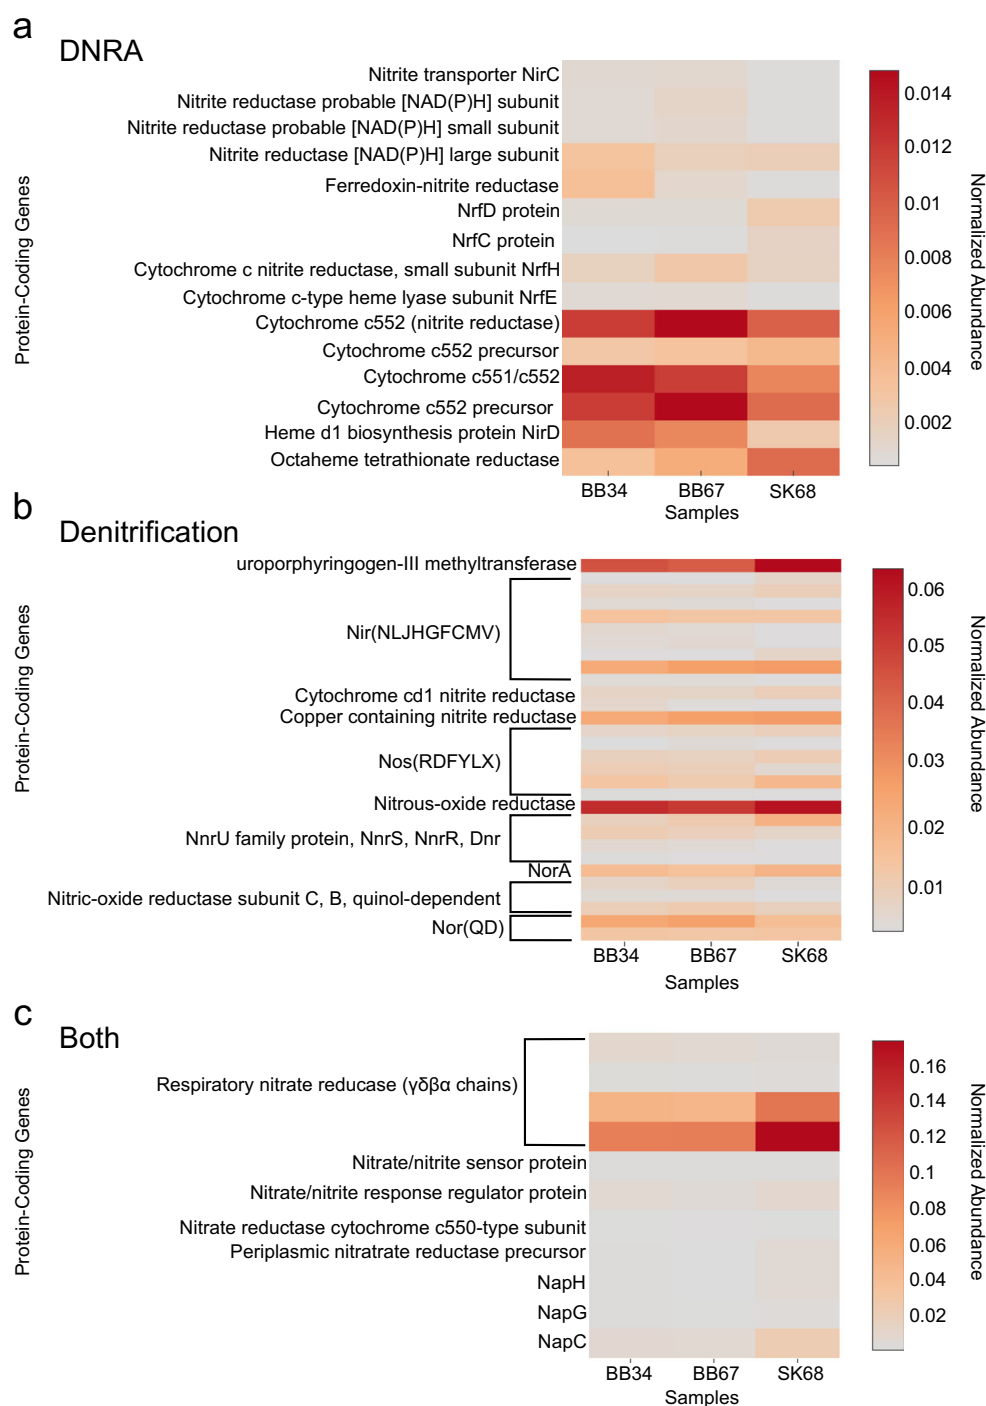 a
DNRA
Nitrite transporter NirC
Nitrite reductase probable [NAD(P)H] subunit
Nitrite reductase probable [NAD(P)H] small subunit
Nitrite reductase [NAD(P)H] large subunit
Ferredoxin-nitrite reductase
NrfD protein
NrfC protein
Cytochrome c nitrite reductase, small subunit NrfH
Cytochrome c-type heme lyase subunit NrfE
Cytochrome c552 (nitrite reductase)
Cytochrome c552 precursor
Cytochrome c551/c552
Cytochrome c552 precursor
Heme d1 biosynthesis protein NirD
Octaheme tetrathionate reductase
Protein-Coding Genes
BB34 BB67 SK68
Samples
0.014
0.012
0.01
0.008
0.006
0.004
0.002
Normalized Abundance
b
Denitrification
uroporphyringogen-III methyltransferase
Nir(NLJHGFCMV)
Cytochrome cd1 nitrite reductase
Copper containing nitrite reductase
Nos(RDFYLX)
Nitrous-oxide reductase
NnrU family protein, NnrS, NnrR, Dnr
NorA
Nitric-oxide reductase subunit C, B, quinol-dependent
Nor(QD)
Protein-Coding Genes
BB34 BB67 SK68
Samples
0.06
0.05
0.04
0.03
0.02
0.01
Normalized Abundance
c
Both
Respiratory nitrate reducase (γδβα chains)
Nitrate/nitrite sensor protein
Nitrate/nitrite response regulator protein
Nitrate reductase cytochrome c550-type subunit
Periplasmic nitratrate reductase precursor
NapH
NapG
NapC
Protein-Coding Genes
BB34 BB67 SK68
Samples
0.16
0.14
0.12
0.1
0.08
0.06
0.04
0.02
Normalized Abundance